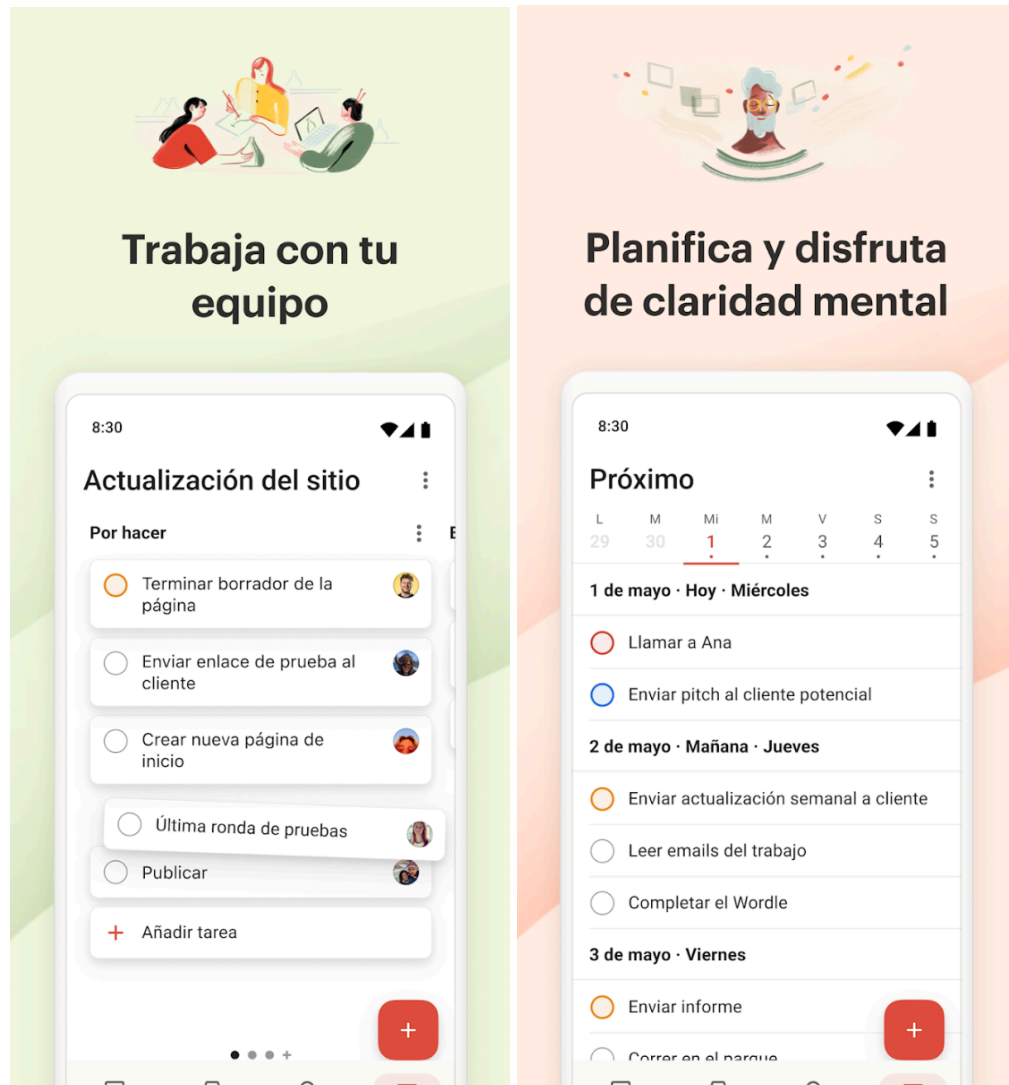 Trabaja con tu
equipo
8:30
Actualización del sitio
Por hacer
Terminar borrador de la
página
Enviar enlace de prueba al
cliente
Crear nueva página de
inicio
Última ronda de pruebas
Publicar
+ Añadir tarea
+
Planifica y disfruta
de claridad mental
8:30
Próximo
L M Mi M V S S
29 30 1 2 3 4 5
1 de mayo · Hoy · Miércoles
Llamar a Ana
Enviar pitch al cliente potencial
2 de mayo · Mañana · Jueves
Enviar actualización semanal a cliente
Leer emails del trabajo
Completar el Wordle
3 de mayo · Viernes
Enviar informe
Correr en el parque
+